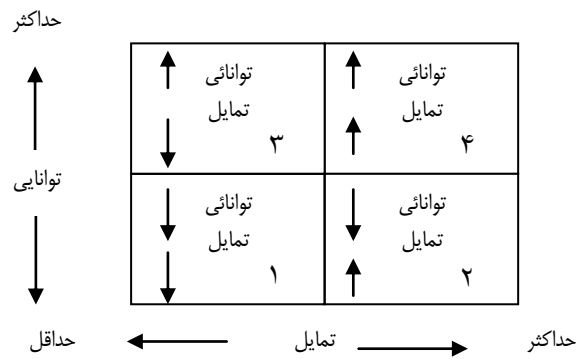 حداکثر
توانایی
توانائی
تمایل
۳
توانائی
تمایل
۴
توانائی
تمایل
۱
توانائی
تمایل
۲
حداکثر
تمایل
حداقل